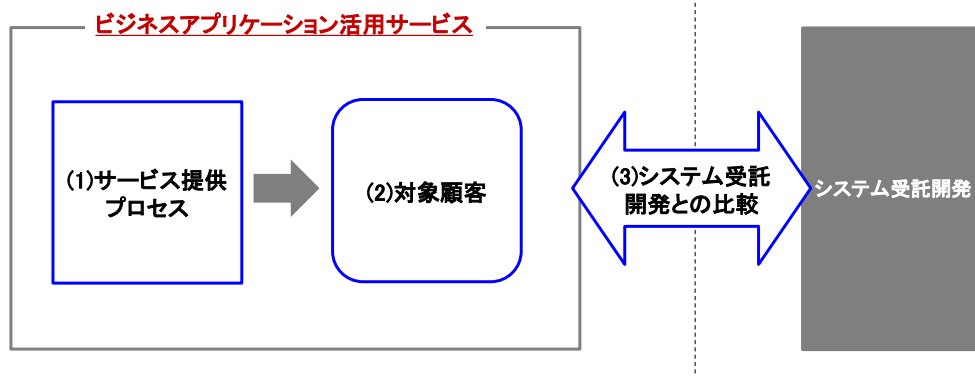 ビジネスアプリケーション活用サービス
(1)サービス提供
プロセス
(2)対象顧客
(3)システム受託
開発との比較
システム受託開発